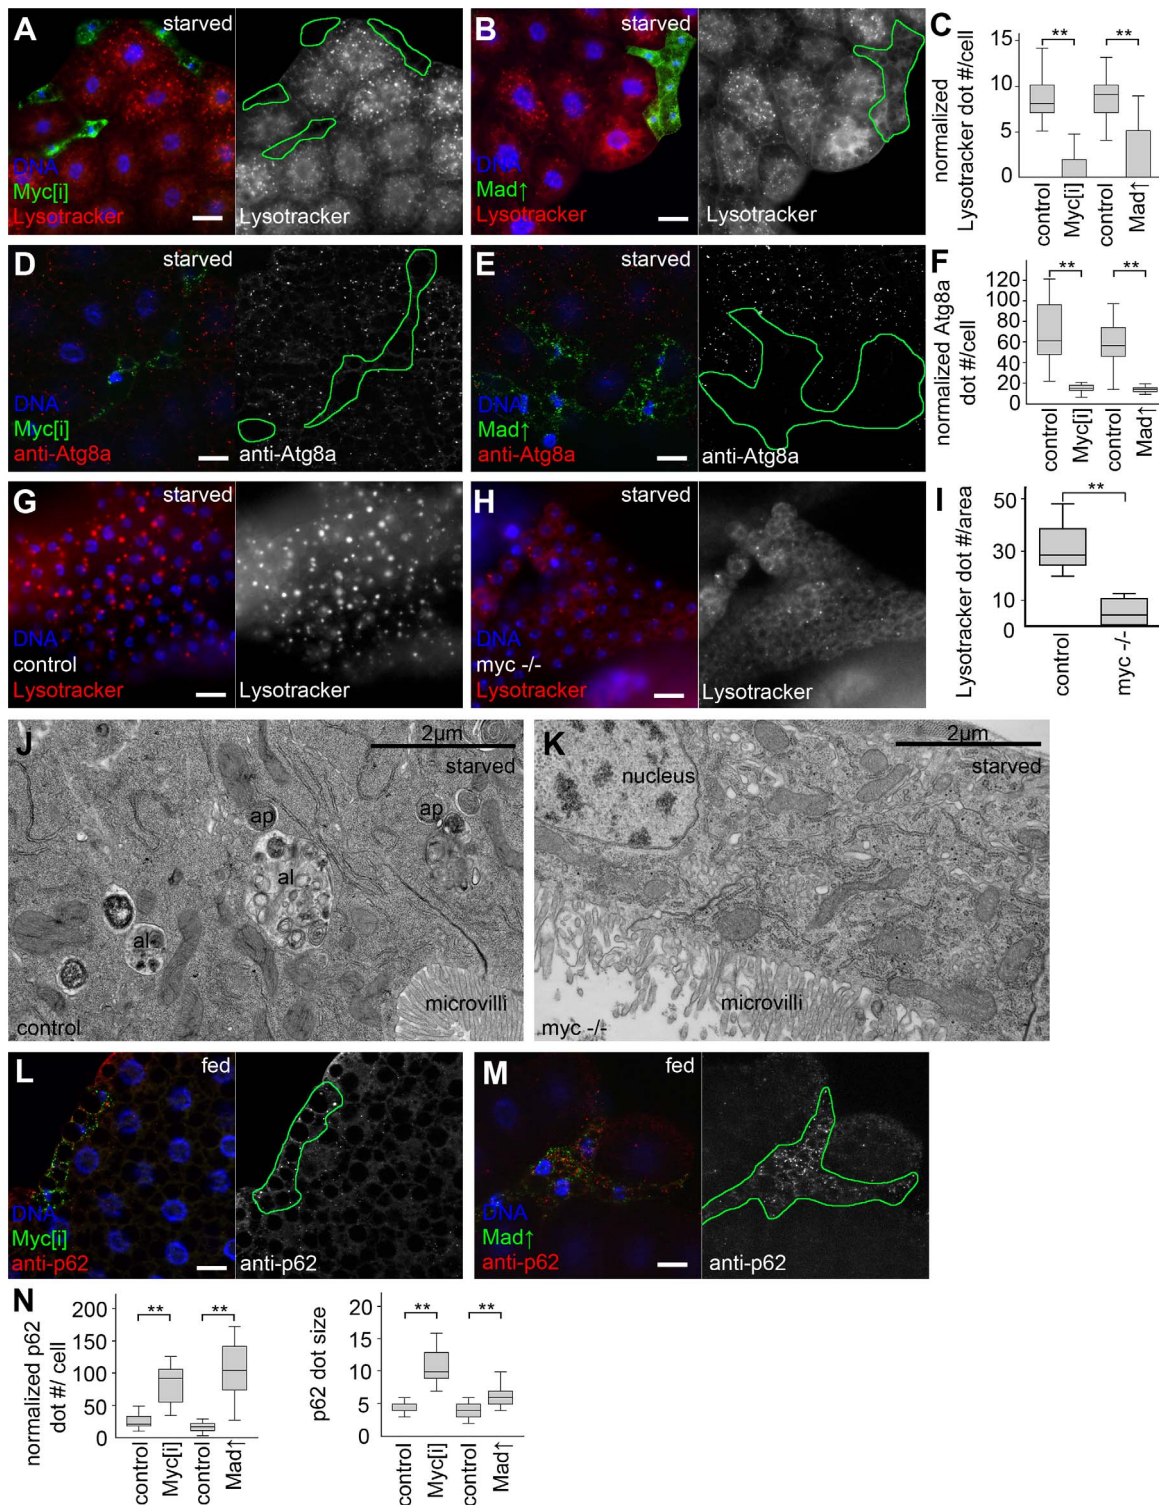 A
starved
DNA
Myc[i]
Lysotracker
Lysotracker
B
starved
DNA
Mad↑
Lysotracker
Lysotracker
C
normalized
Lysotracker dot #/cell
15
10
5
0
**
**
control
Myc[i]
control
Mad↑
D
starved
DNA
Myc[i]
anti-Atg8a
anti-Atg8a
E
starved
DNA
Mad↑
anti-Atg8a
anti-Atg8a
F
normalized Atg8a
dot #/cell
120
100
80
60
40
20
0
**
**
control
Myc[i]
control
Mad↑
G
starved
DNA
control
Lysotracker
Lysotracker
H
starved
DNA
myc -/-
Lysotracker
Lysotracker
I
Lysotracker dot #/area
50
30
10
0
**
control
myc -/-
J
2µm
starved
ap
ap
al
al
microvilli
control
K
2µm
starved
nucleus
microvilli
myc -/-
L
fed
DNA
Myc[i]
anti-p62
anti-p62
M
fed
DNA
Mad↑
anti-p62
anti-p62
N
normalized p62
dot #/ cell
200
150
100
50
0
**
**
control
Myc[i]
control
Mad↑
p62 dot size
20
15
10
5
0
**
**
control
Myc[i]
control
Mad↑